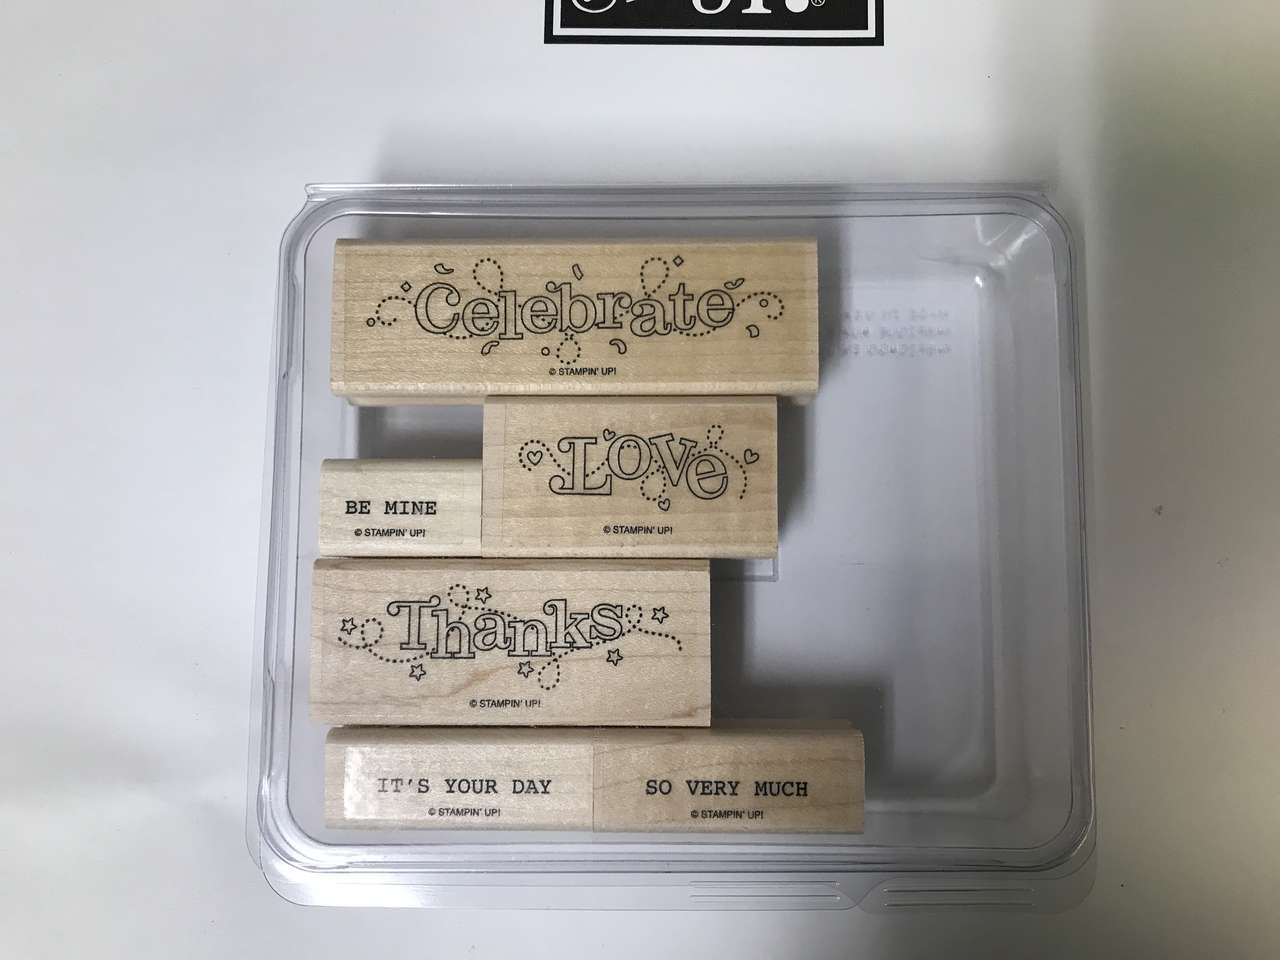 UP!®
Celebrate
© STAMPIN' UP!
Love
© STAMPIN' UP!
BE MINE
© STAMPIN' UP!
Thanks
© STAMPIN' UP!
IT'S YOUR DAY
© STAMPIN' UP!
SO VERY MUCH
© STAMPIN' UP!